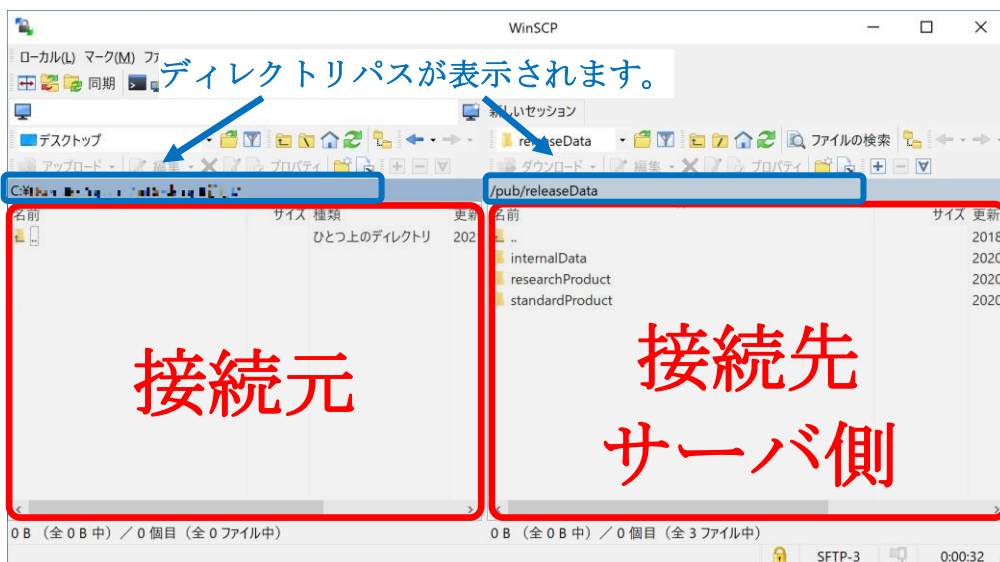 WinSCP
ローカル(L) マーク(M)
ディレクトリパスが表示されます。
同期
新しいセッション
デスクトップ
releaseData
ファイルの検索
アップロード 編集 プロパティ
ダウンロード 編集 プロパティ
C:¥
/pub/releaseData
名前 サイズ 種類 更新
名前 サイズ 更新
.. ひとつ上のディレクトリ 202
.. 2018
internalData 2020
researchProduct 2020
standardProduct 2020
接続元
接続先
サーバ側
0 B （全 0 B 中）／ 0 個目（全 0 ファイル中）
0 B （全 0 B 中）／ 0 個目（全 3 ファイル中）
SFTP-3 0:00:32